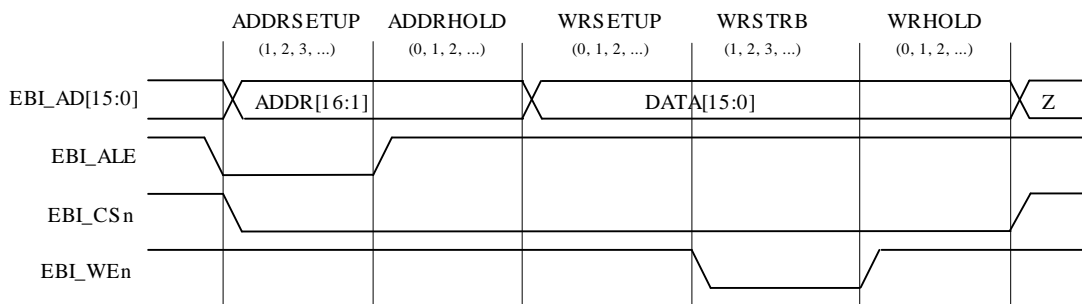 ADDRSETUP ADDRHOLD WRSETUP WRSTRB WRHOLD
(1, 2, 3, ...) (0, 1, 2, ...) (0, 1, 2, ...) (1, 2, 3, ...) (0, 1, 2, ...)
EBI_AD[15:0] ADDR[16:1] DATA[15:0] Z
EBI_ALE
EBI_CSn
EBI_WEn